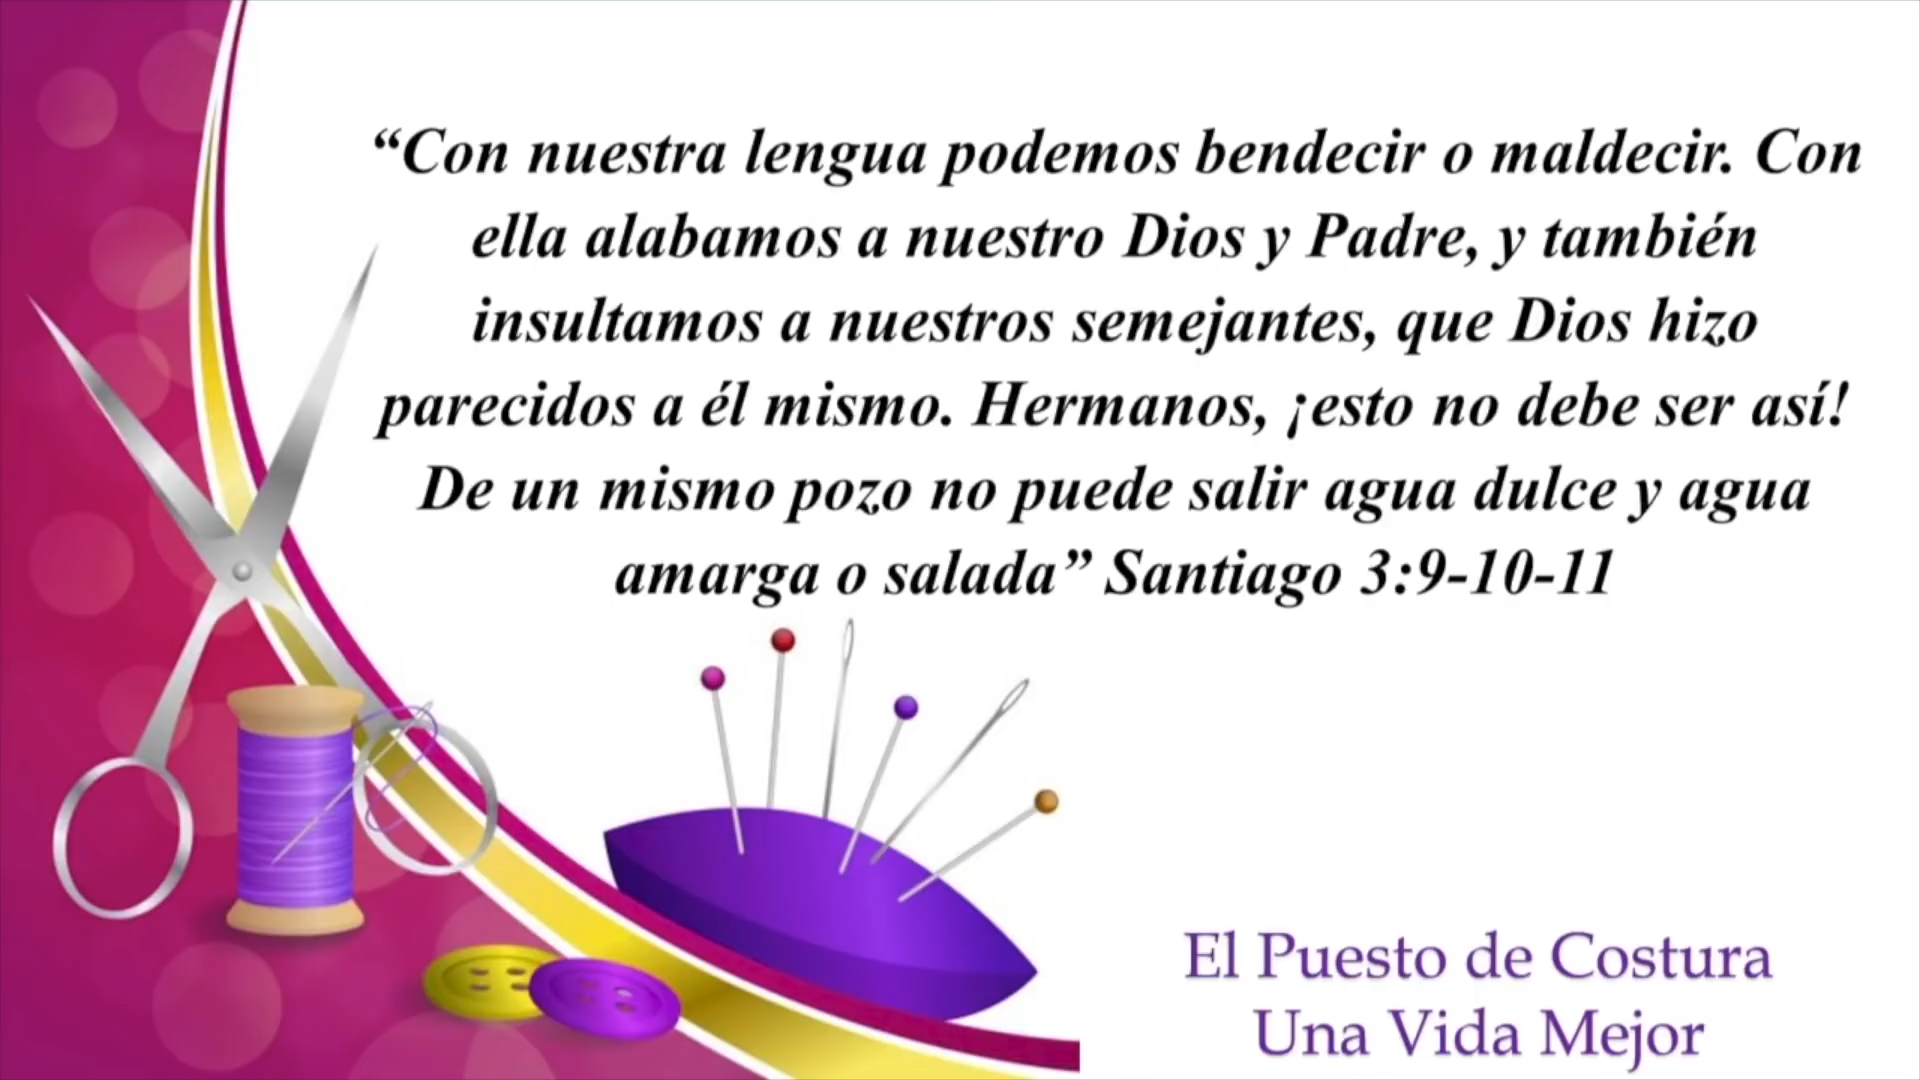 “Con nuestra lengua podemos bendecir o maldecir. Con
ella alabamos a nuestro Dios y Padre, y también
insultamos a nuestros semejantes, que Dios hizo
parecidos a él mismo. Hermanos, ¡esto no debe ser así!
De un mismo pozo no puede salir agua dulce y agua
amarga o salada” Santiago 3:9-10-11
El Puesto de Costura
Una Vida Mejor